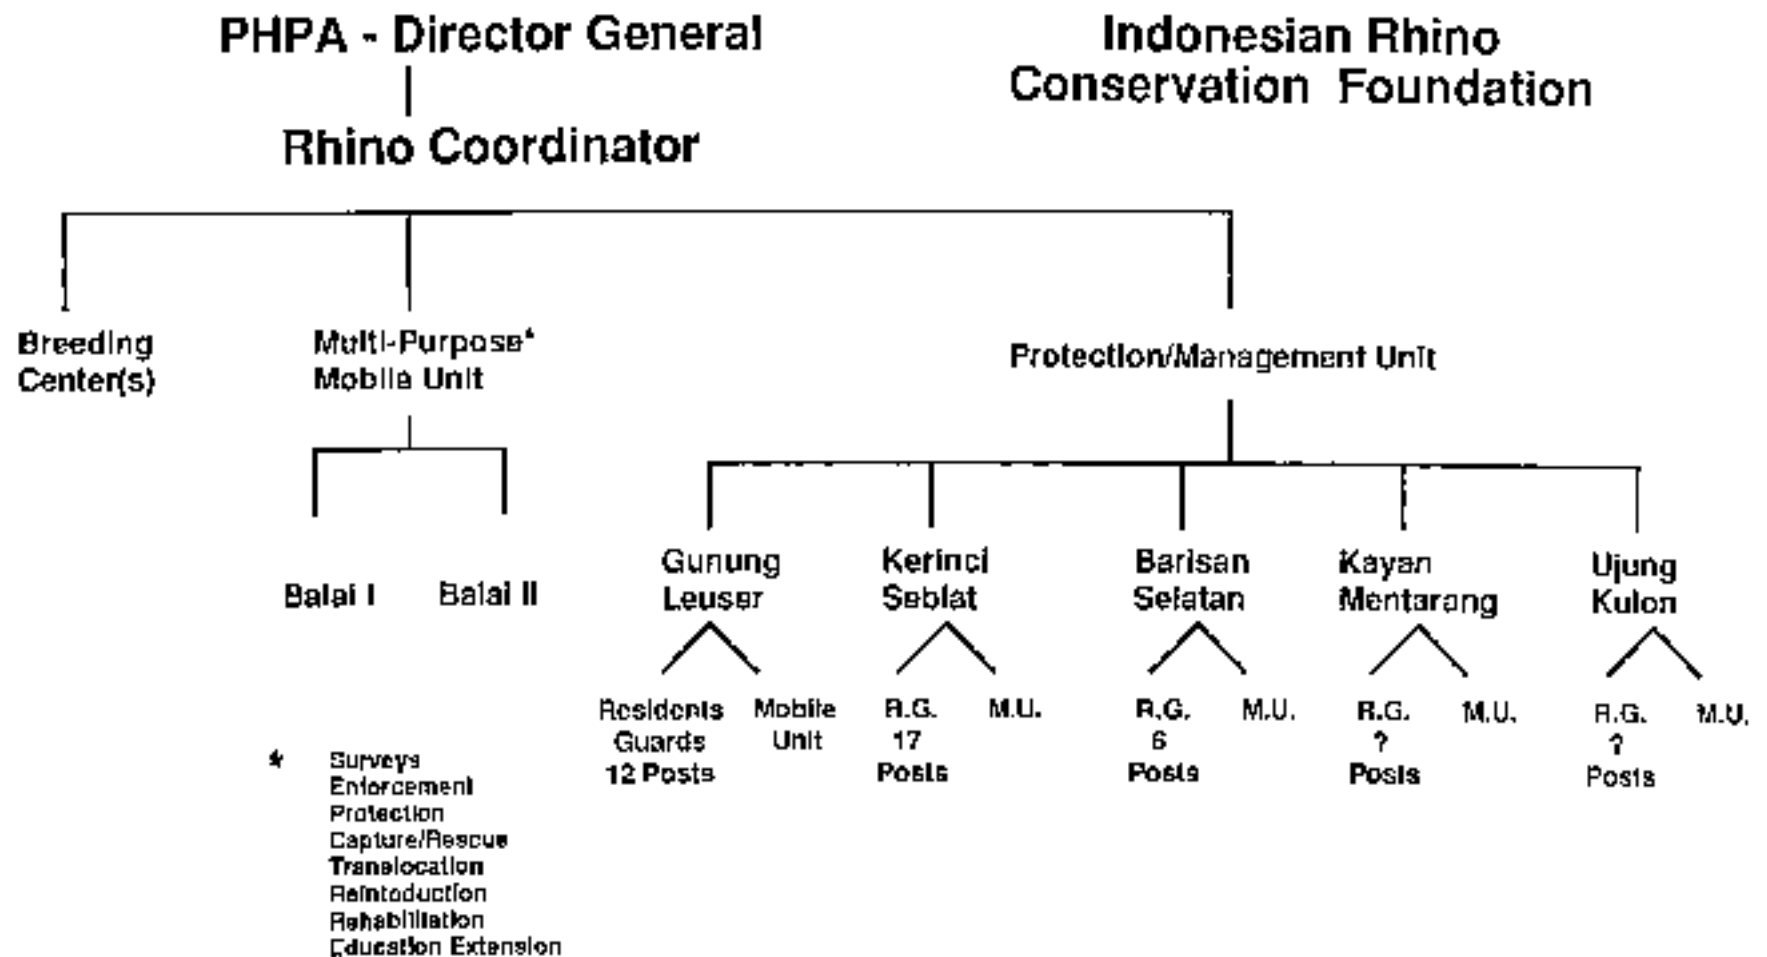 PHPA - Director General
Indonesian Rhino
Conservation Foundation
Rhino Coordinator
Breeding
Center(s)
Multi-Purpose*
Mobile Unit
Protection/Management Unit
Balai I
Balai II
Gunung
Leuser
Kerinci
Seblat
Barisan
Selatan
Kayan
Mentarang
Ujung
Kulon
Residents
Guards
12 Posts
Mobile
Unit
R.G.
17
Posts
M.U.
R.G.
6
Posts
M.U.
R.G.
?
Posts
M.U.
R.G.
?
Posts
M.U.
* Surveys
Enforcement
Protection
Capture/Rescue
Translocation
Reintoduction
Rehabilitation
Education Extension